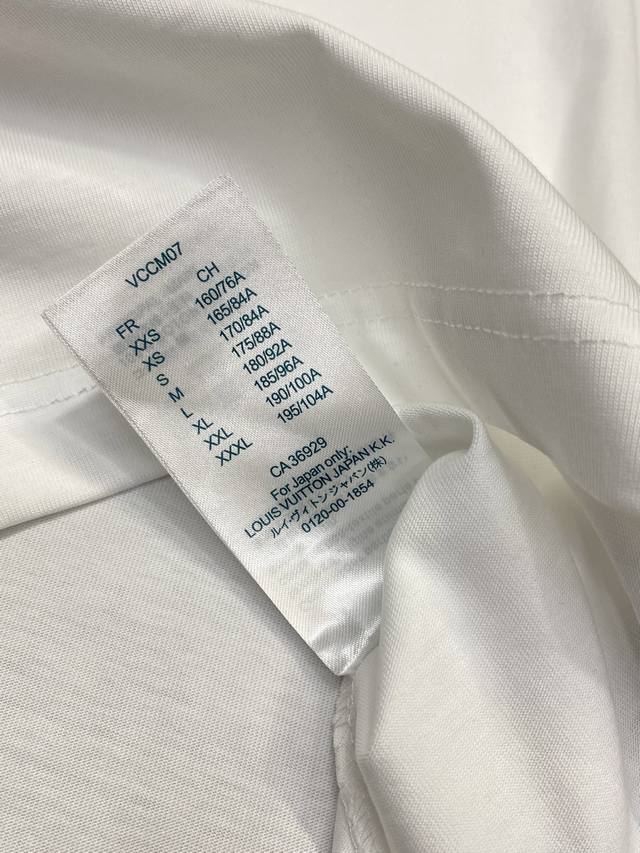 VCCM07
FR CH
XXS 160/76A
XS 165/84A
S 170/84A
M 175/88A
L 180/92A
XL 185/96A
XXL 190/100A
XXXL 195/104A
CA 36929
For Japan only:
LOUIS VUITTON JAPAN K.K.
ルイ・ヴィトン ジャパン(株)
0120-00-1854